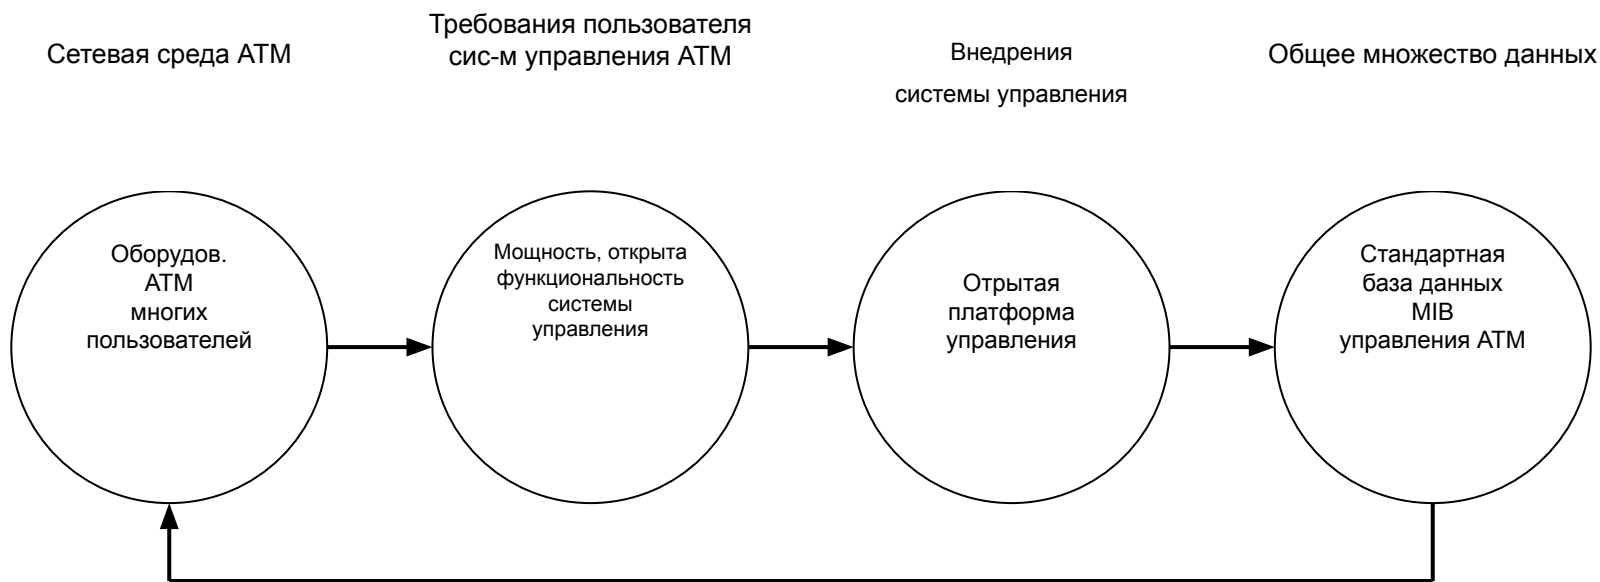 Сетевая среда АТМ
Требования пользователя
сис-м управления АТМ
Внедрения
системы управления
Общее множество данных
Оборудов.
АТМ
многих
пользователей
Мощность, открыта
функциональность
системы
управления
Отрытая
платформа
управления
Стандартная
база данных
MIB
управления АТМ